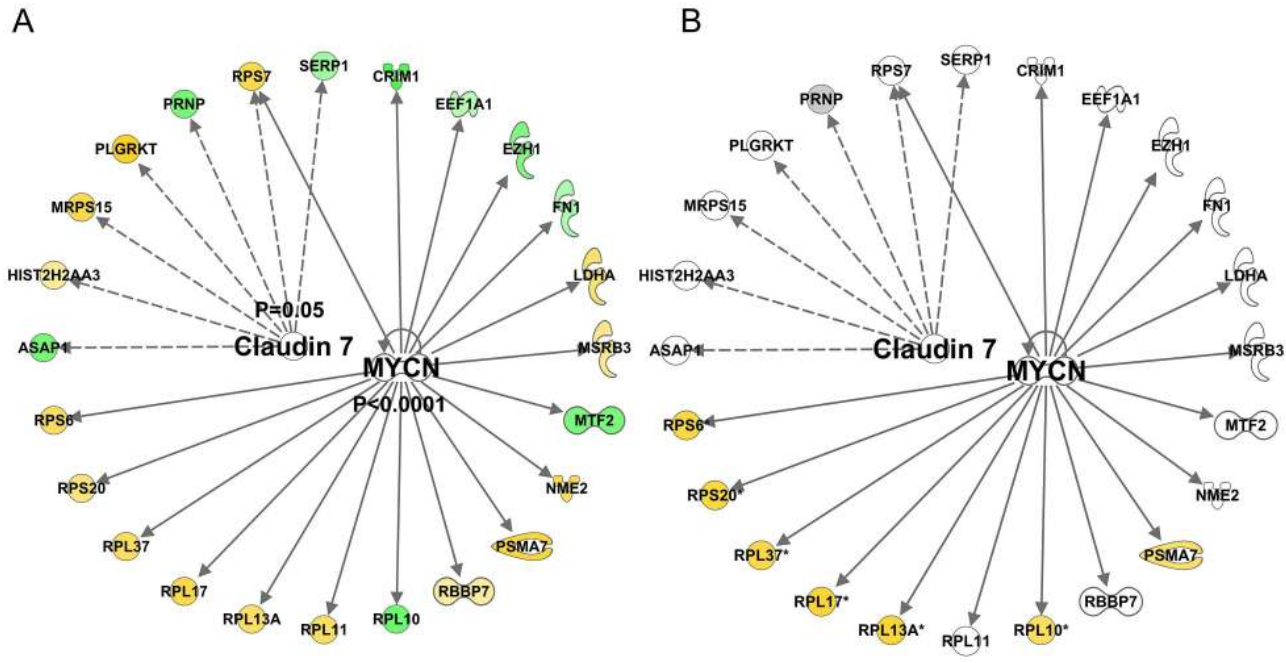 A
RPS7
SERP1
CRIM1
EEF1A1
EZH1
FN1
LDHA
MSRB3
MTF2
NME2
PSMA7
RBBP7
RPL10
RPL11
RPL13A
RPL17
RPL37
RPS20
RPS6
ASAP1
HIST2H2AA3
MRPS15
PLGRKT
PRNP
P=0.05
Claudin 7
MYCN
P<0.0001
B
RPS7
SERP1
CRIM1
EEF1A1
EZH1
FN1
LDHA
MSRB3
MTF2
NME2
PSMA7
RBBP7
RPL10*
RPL11
RPL13A*
RPL17*
RPL37*
RPS20*
RPS6*
ASAP1
HIST2H2AA3
MRPS15
PLGRKT
PRNP
Claudin 7
MYCN